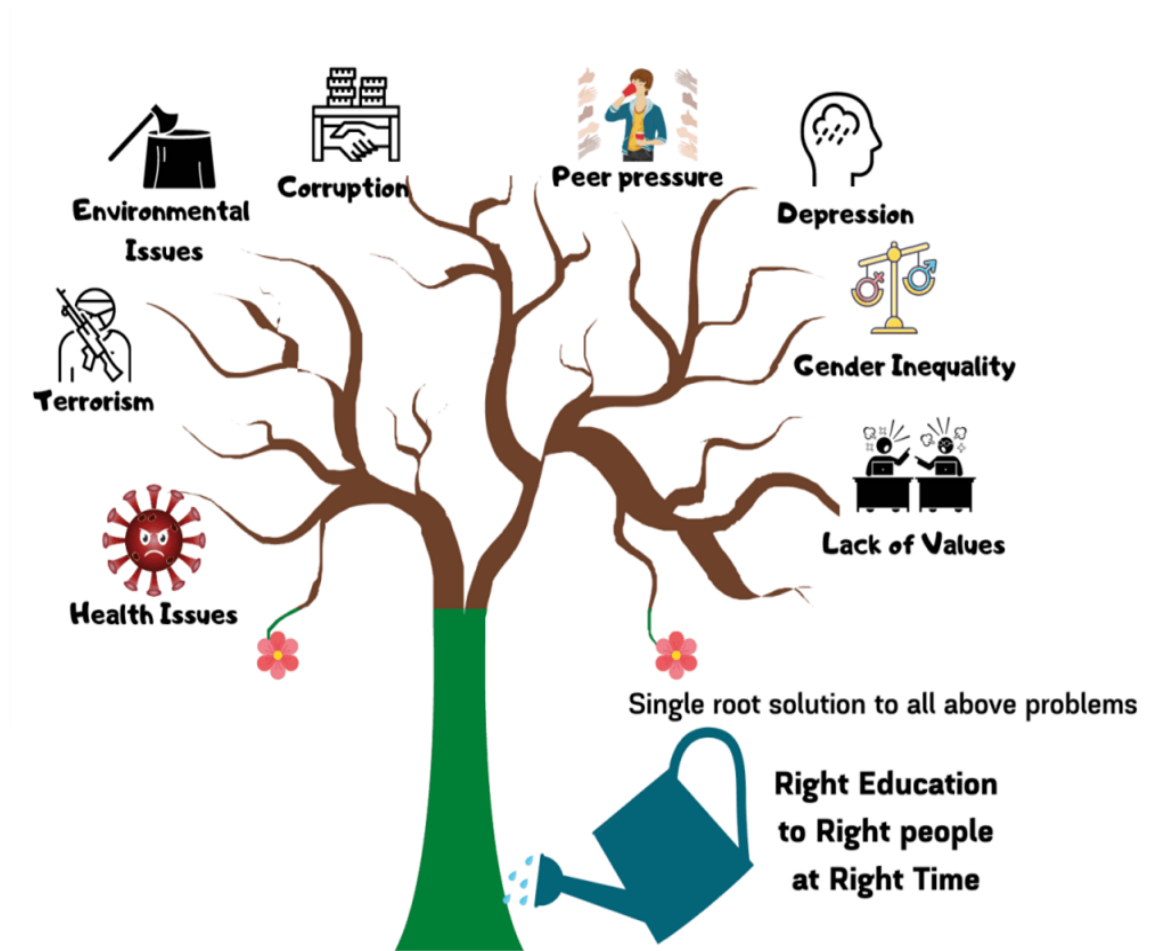 Corruption
Peer pressure
Environmental
Issues
Depression
Terrorism
Gender Inequality
Health Issues
Lack of Values
Single root solution to all above problems
Right Education
to Right people
at Right Time